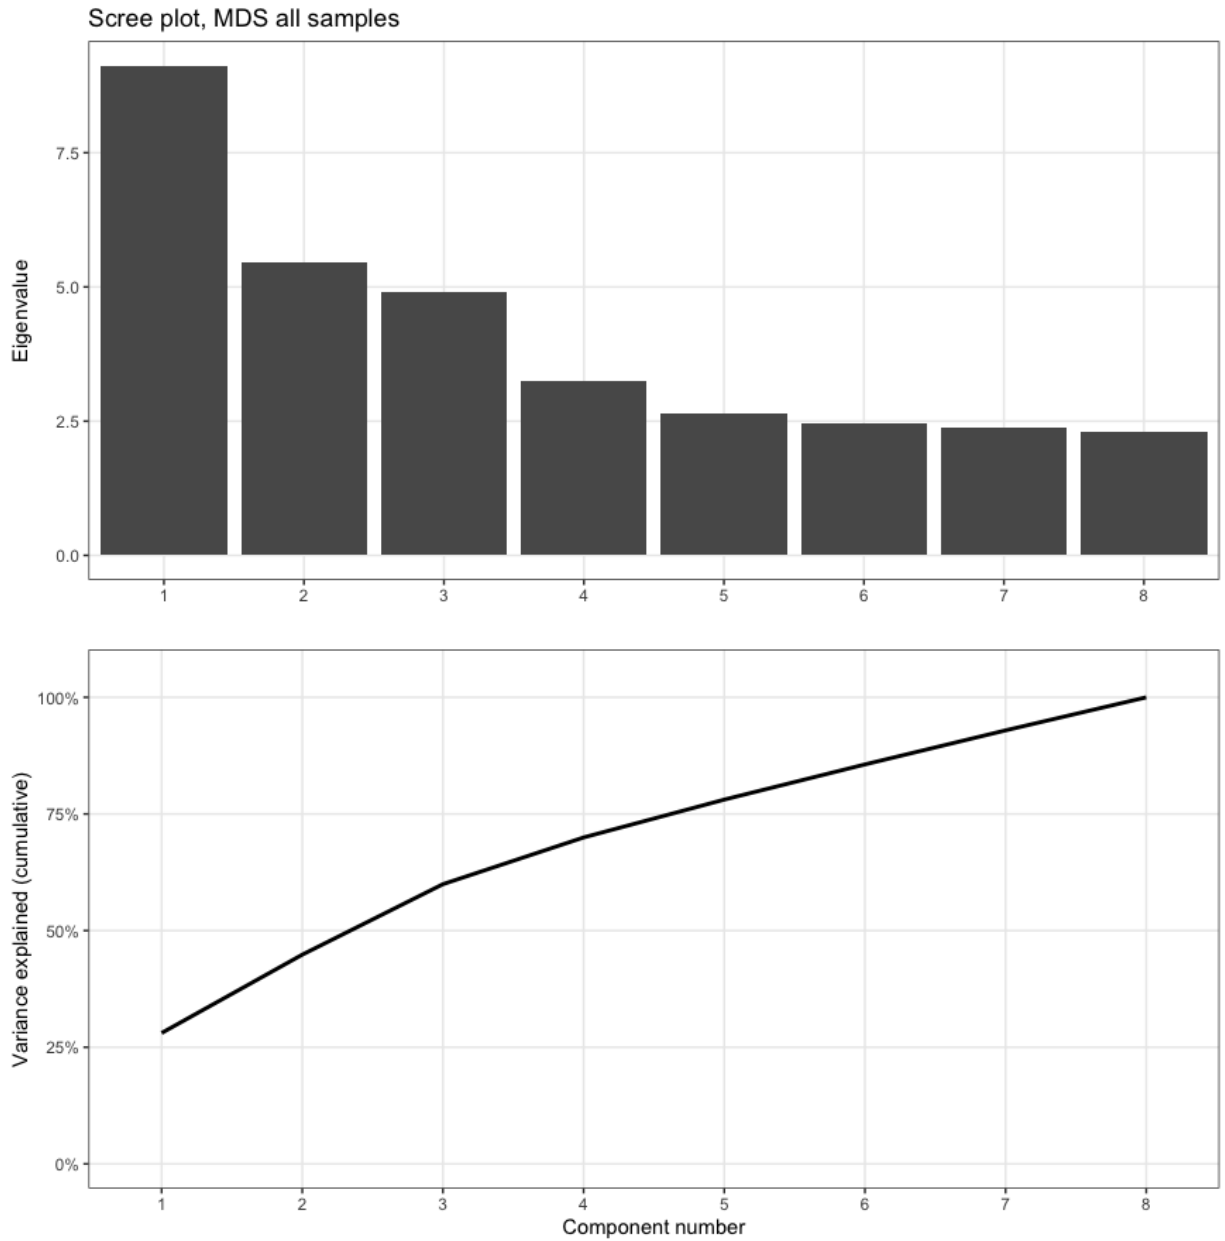 Scree plot, MDS all samples
Eigenvalue
7.5
5.0
2.5
0.0
1 2 3 4 5 6 7 8
Variance explained (cumulative)
100%
75%
50%
25%
0%
1 2 3 4 5 6 7 8
Component number